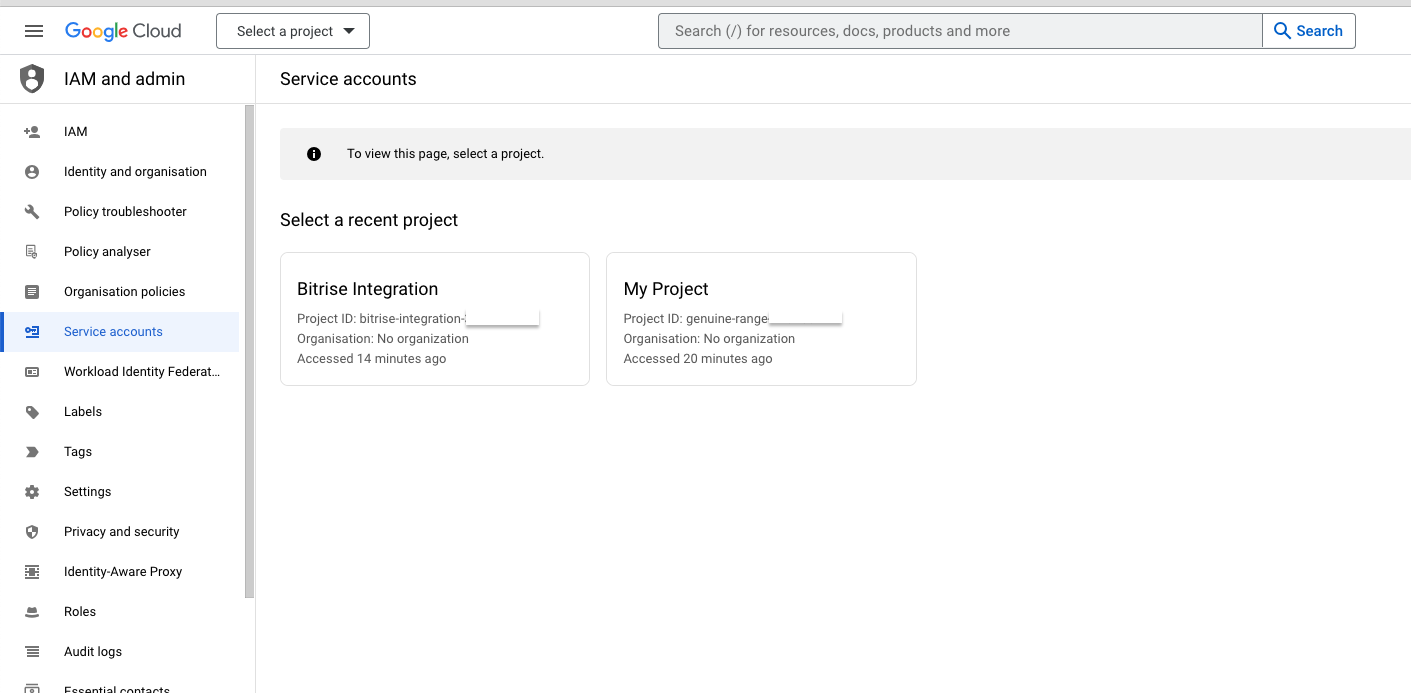 Google Cloud
Select a project
Search (/) for resources, docs, products and more
Search
IAM and admin
Service accounts
IAM
Identity and organisation
Policy troubleshooter
Policy analyser
Organisation policies
Service accounts
Workload Identity Federat...
Labels
Tags
Settings
Privacy and security
Identity-Aware Proxy
Roles
Audit logs
Essential contacts
To view this page, select a project.
Select a recent project
Bitrise Integration
Project ID: bitrise-integration-
Organisation: No organization
Accessed 14 minutes ago
My Project
Project ID: genuine-range
Organisation: No organization
Accessed 20 minutes ago